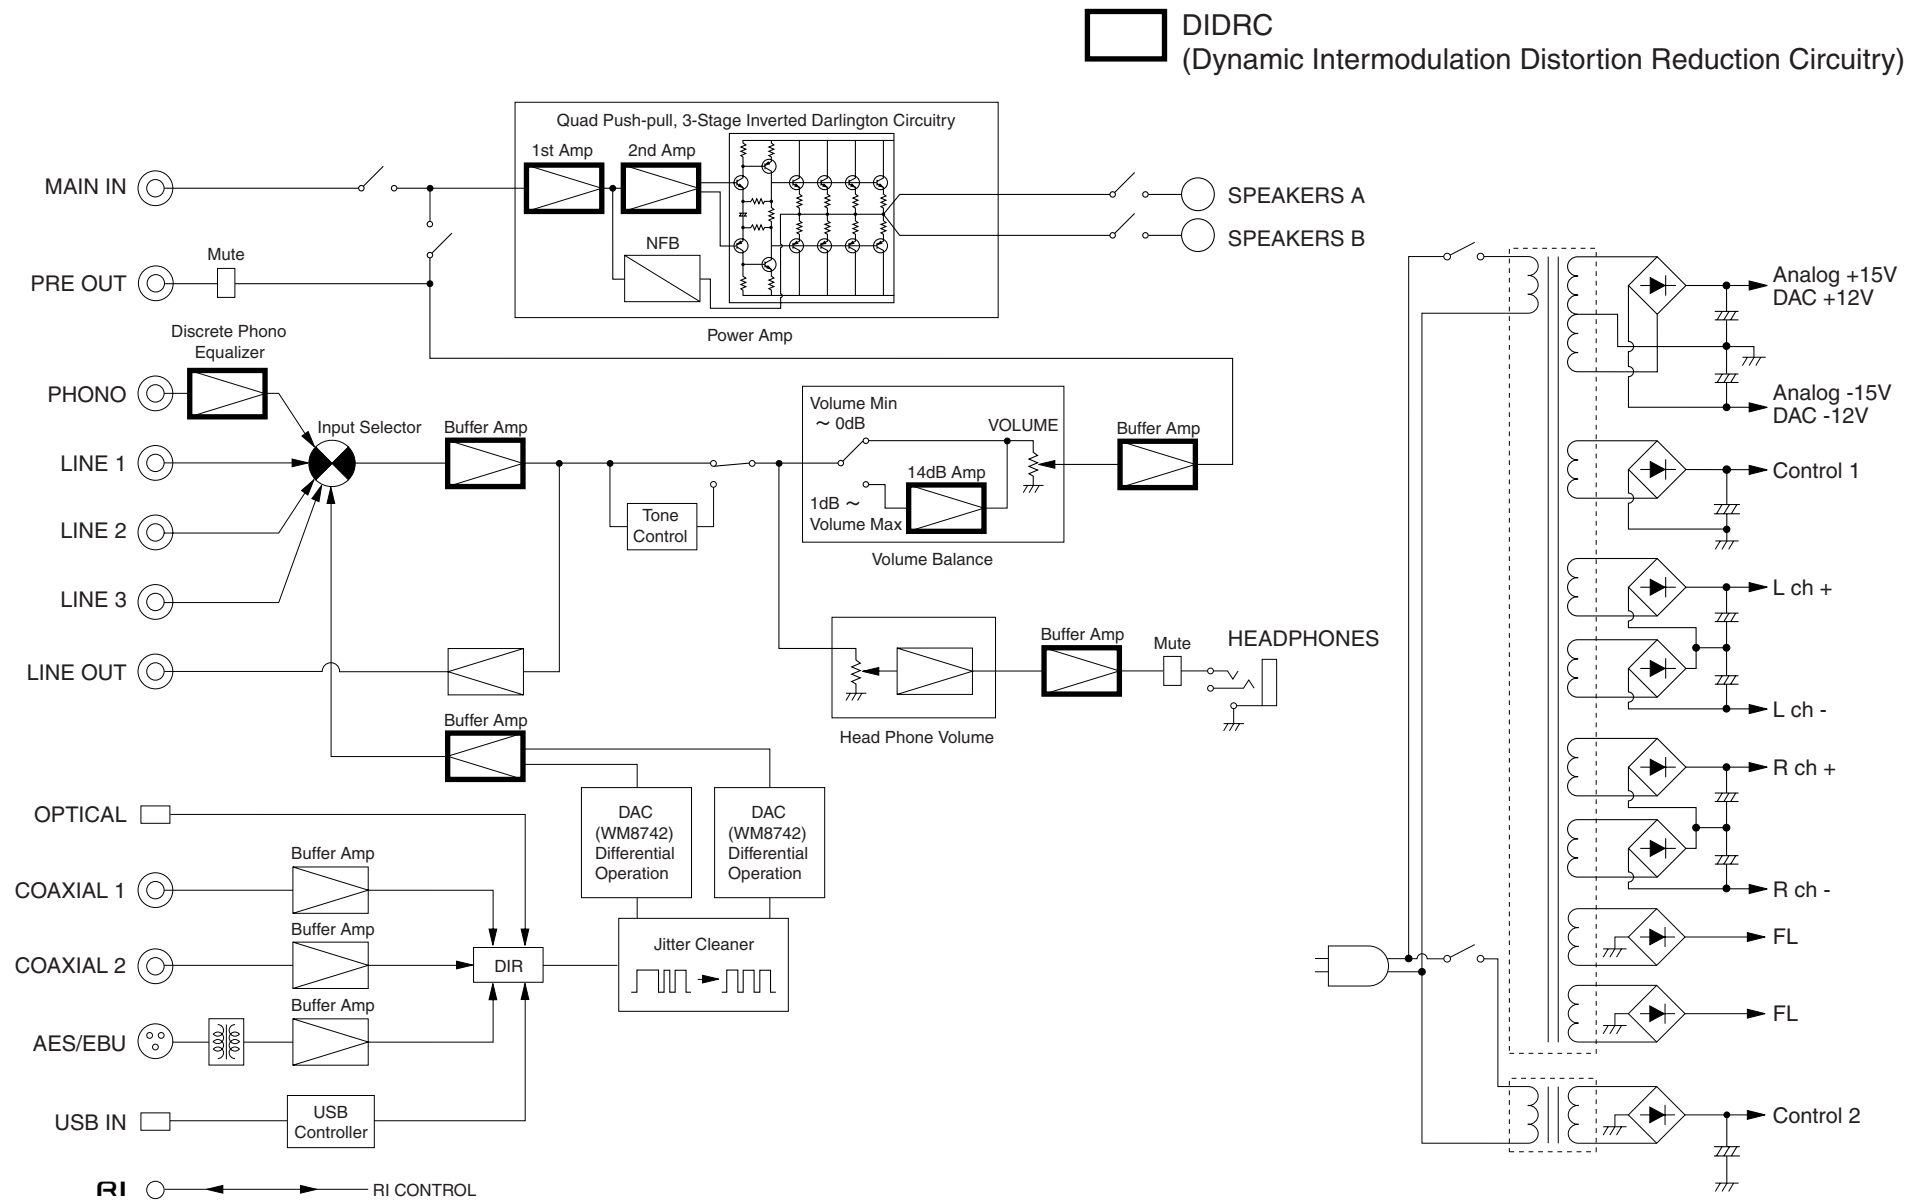 DIDRC
(Dynamic Intermodulation Distortion Reduction Circuitry)
Quad Push-pull, 3-Stage Inverted Darlington Circuitry
1st Amp
2nd Amp
NFB
Power Amp
MAIN IN
SPEAKERS A
SPEAKERS B
Mute
PRE OUT
Discrete Phono
Equalizer
PHONO
Input Selector
LINE 1
LINE 2
LINE 3
LINE OUT
Buffer Amp
Tone
Control
Volume Min
~ 0dB
VOLUME
14dB Amp
1dB ~
Volume Max
Volume Balance
Buffer Amp
Buffer Amp
Mute
HEADPHONES
Head Phone Volume
Buffer Amp
DAC
(WM8742)
Differential
Operation
DAC
(WM8742)
Differential
Operation
OPTICAL
Buffer Amp
COAXIAL 1
Buffer Amp
COAXIAL 2
DIR
Jitter Cleaner
Buffer Amp
AES/EBU
USB IN
USB
Controller
RI
RI CONTROL
Analog +15V
DAC +12V
Analog -15V
DAC -12V
Control 1
L ch +
L ch -
R ch +
R ch -
FL
FL
Control 2